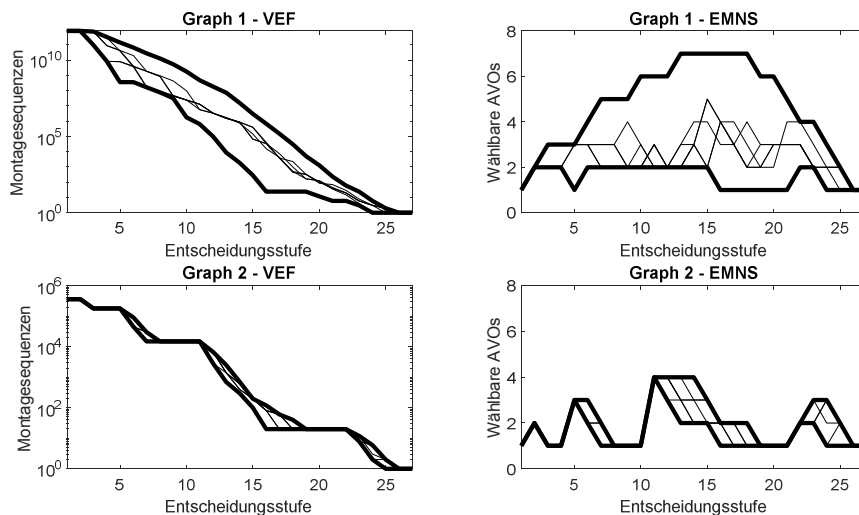 Graph 1 - VEF
Montagesequenzen
10^10
10^5
10^0
5 10 15 20 25
Entscheidungsstufe
Graph 1 - EMNS
Wählbare AVOs
8
6
4
2
0
5 10 15 20 25
Entscheidungsstufe
Graph 2 - VEF
Montagesequenzen
10^6
10^4
10^2
10^0
5 10 15 20 25
Entscheidungsstufe
Graph 2 - EMNS
Wählbare AVOs
8
6
4
2
0
5 10 15 20 25
Entscheidungsstufe